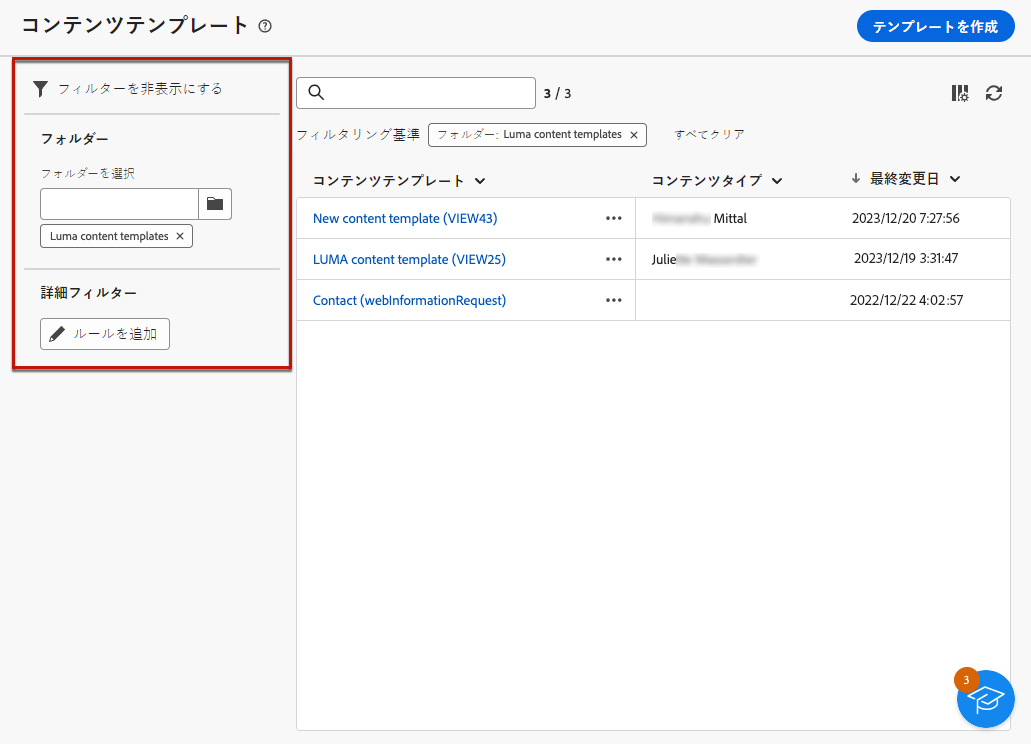 コンテンツテンプレート
テンプレートを作成
フィルターを非表示にする
フォルダー
フォルダーを選択
Luma content templates
詳細フィルター
ルールを追加
3 / 3
フィルタリング基準 フォルダー: Luma content templates すべてクリア
コンテンツテンプレート コンテンツタイプ 最終変更日
New content template (VIEW43) Mittal 2023/12/20 7:27:56
LUMA content template (VIEW25) Julie 2023/12/19 3:31:47
Contact (webInformationRequest) 2022/12/22 4:02:57
3